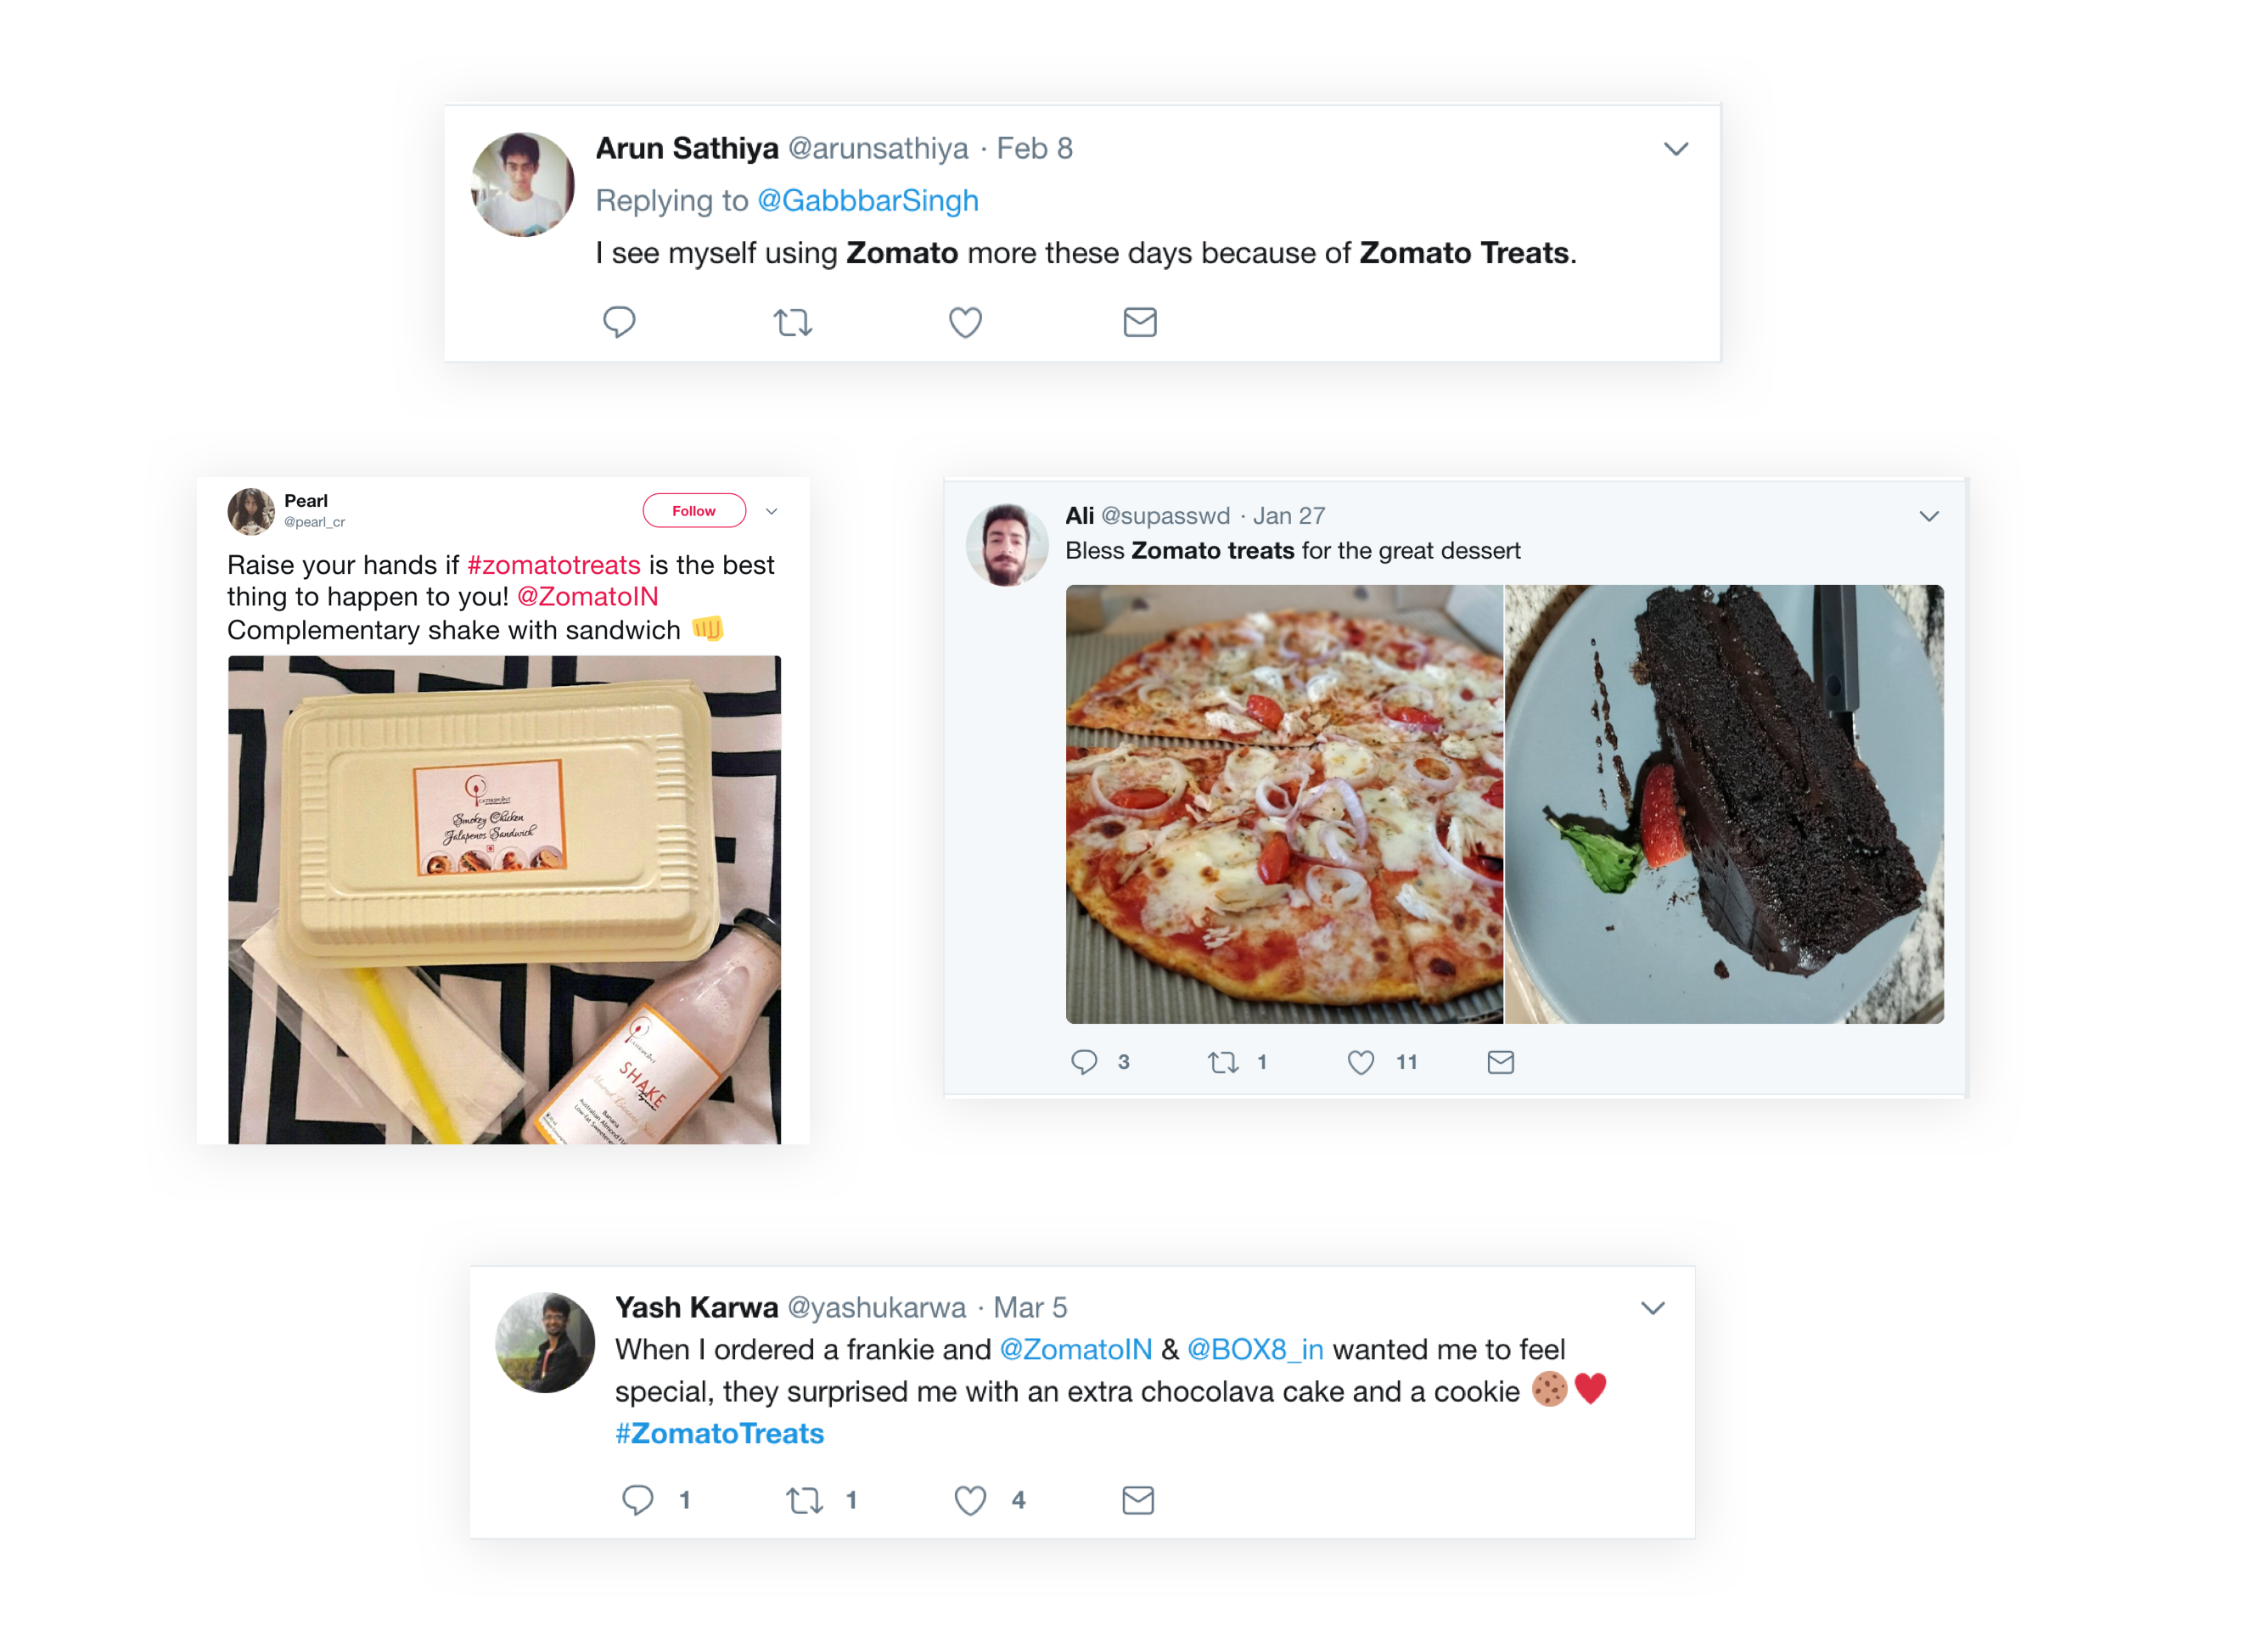 Arun Sathiya @arunsathiya · Feb 8
Replying to @GabbbarSingh
I see myself using Zomato more these days because of Zomato Treats.
Pearl
@pearl_cr
Follow
Raise your hands if #zomatotreats is the best
thing to happen to you! @ZomatoIN
Complementary shake with sandwich 👊
Smokey Chicken
Jalapenos Sandwich
SHAKE
Banana
Ali @supasswd · Jan 27
Bless Zomato treats for the great dessert
3 1 11
Yash Karwa @yashukarwa · Mar 5
When I ordered a frankie and @ZomatoIN & @BOX8_in wanted me to feel
special, they surprised me with an extra chocolava cake and a cookie 🍪♥️
#ZomatoTreats
1 1 4